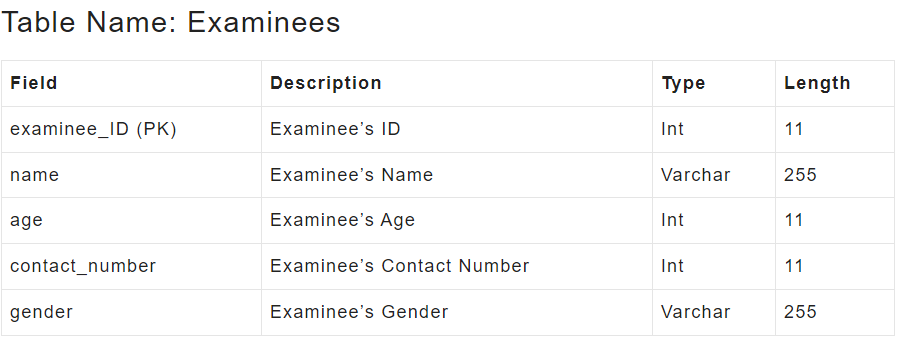 Table Name: Examinees
Field Description Type Length
examinee_ID (PK) Examinee’s ID Int 11
name Examinee’s Name Varchar 255
age Examinee’s Age Int 11
contact_number Examinee’s Contact Number Int 11
gender Examinee’s Gender Varchar 255